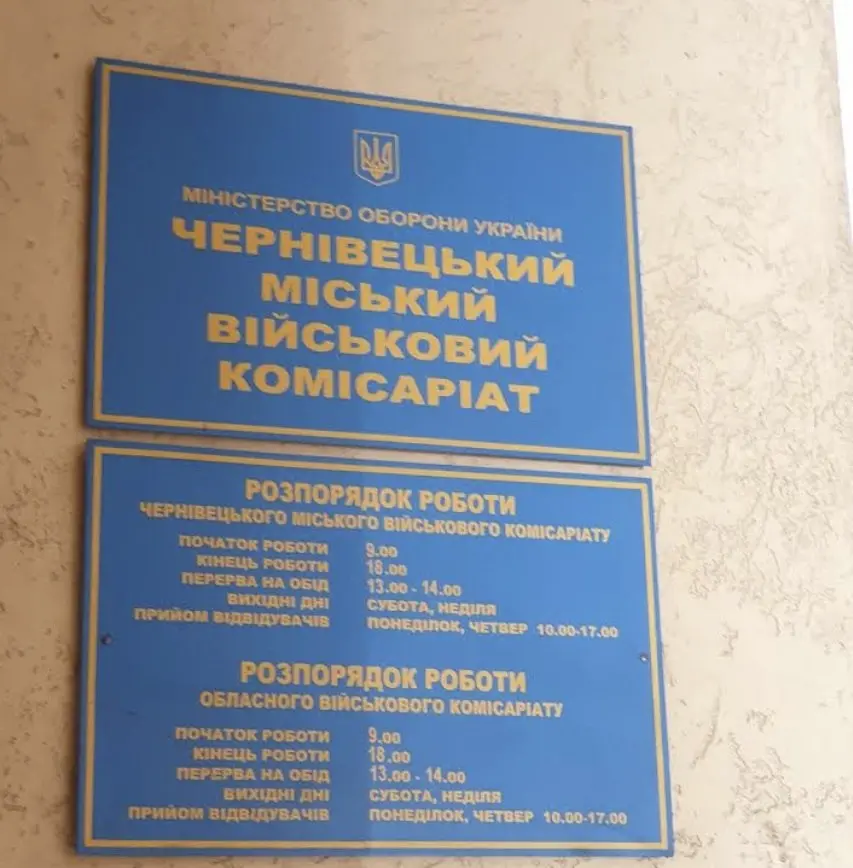 МІНІСТЕРСТВО ОБОРОНИ УКРАЇНИ
ЧЕРНІВЕЦЬКИЙ
МІСЬКИЙ
ВІЙСЬКОВИЙ
КОМІСАРІАТ
РОЗПОРЯДОК РОБОТИ
ЧЕРНІВЕЦЬКОГО МІСЬКОГО ВІЙСЬКОВОГО КОМІСАРІАТУ
ПОЧАТОК РОБОТИ 9.00
КІНЕЦЬ РОБОТИ 18.00
ПЕРЕРВА НА ОБІД 13.00 - 14.00
ВИХІДНІ ДНІ СУБОТА, НЕДІЛЯ
ПРИЙОМ ВІДВІДУВАЧІВ ПОНЕДІЛОК, ЧЕТВЕР 10.00-17.00
РОЗПОРЯДОК РОБОТИ
ОБЛАСНОГО ВІЙСЬКОВОГО КОМІСАРІАТУ
ПОЧАТОК РОБОТИ 9.00
КІНЕЦЬ РОБОТИ 18.00
ПЕРЕРВА НА ОБІД 13.00 - 14.00
ВИХІДНІ ДНІ СУБОТА, НЕДІЛЯ
ПРИЙОМ ВІДВІДУВАЧІВ ПОНЕДІЛОК, ЧЕТВЕР 10.00-17.00